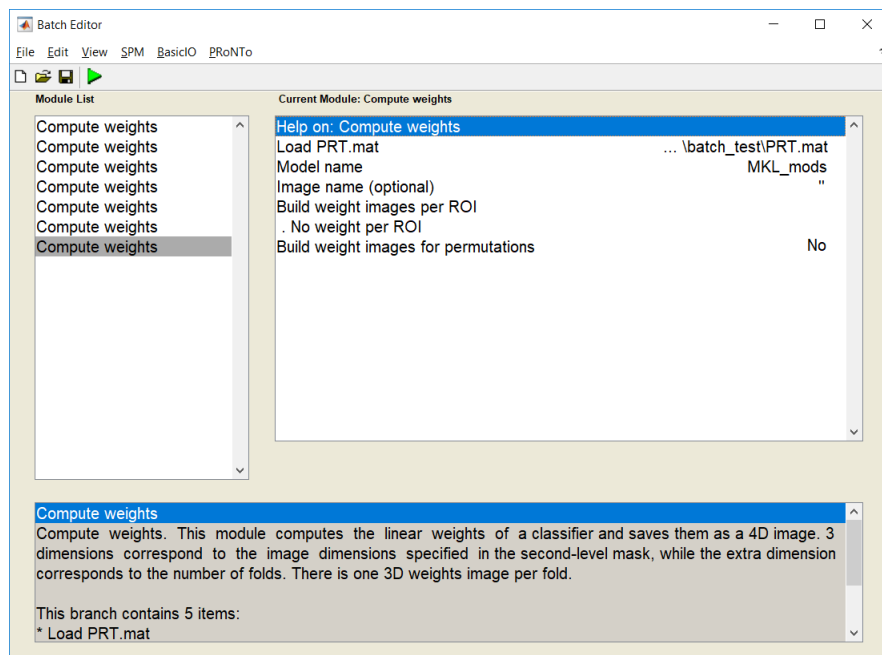 Batch Editor
File Edit View SPM BasicIO PRoNTo
Module List
Current Module: Compute weights
Compute weights
Compute weights
Compute weights
Compute weights
Compute weights
Compute weights
Compute weights
Help on: Compute weights
Load PRT.mat ... \batch_test\PRT.mat
Model name MKL_mods
Image name (optional) ''
Build weight images per ROI
. No weight per ROI
Build weight images for permutations No
Compute weights
Compute weights. This module computes the linear weights of a classifier and saves them as a 4D image. 3
dimensions correspond to the image dimensions specified in the second-level mask, while the extra dimension
corresponds to the number of folds. There is one 3D weights image per fold.
This branch contains 5 items:
* Load PRT.mat